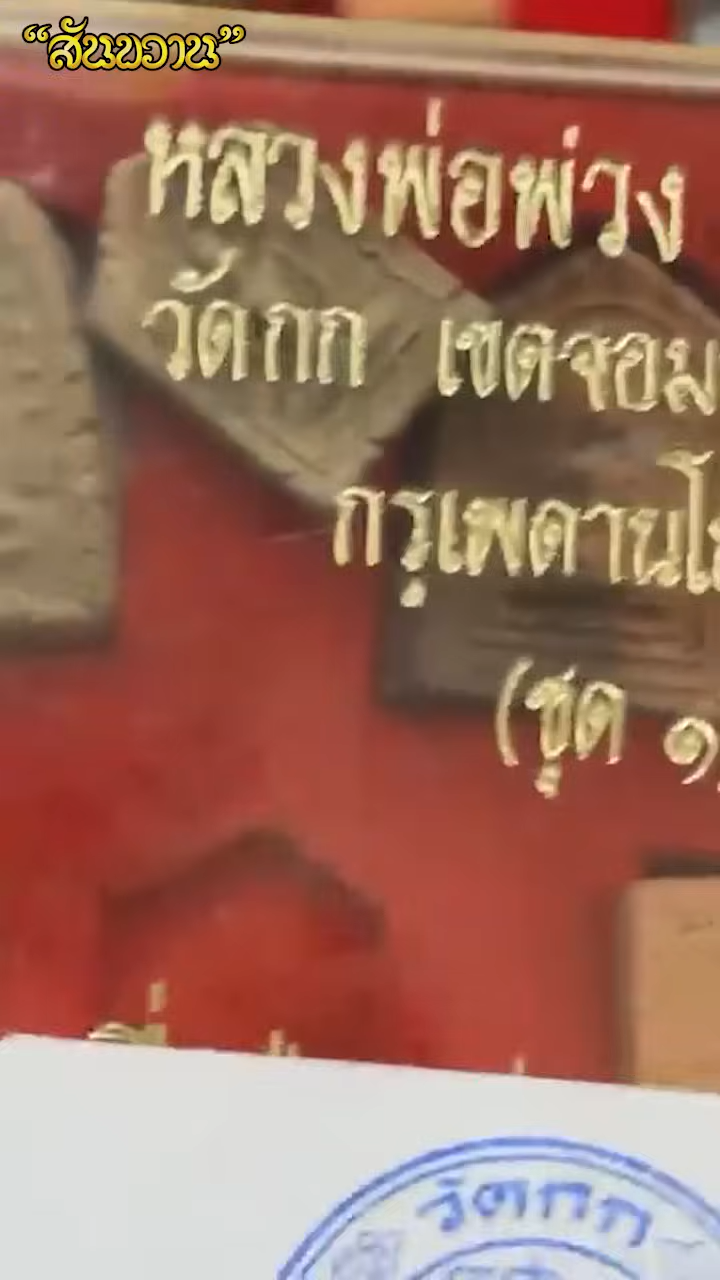 “สันขวาน”
หลวงพ่อพ่วง
วัดกก เขตจอม
กรุเพดานโ
(ชุด ๑
วัดกก